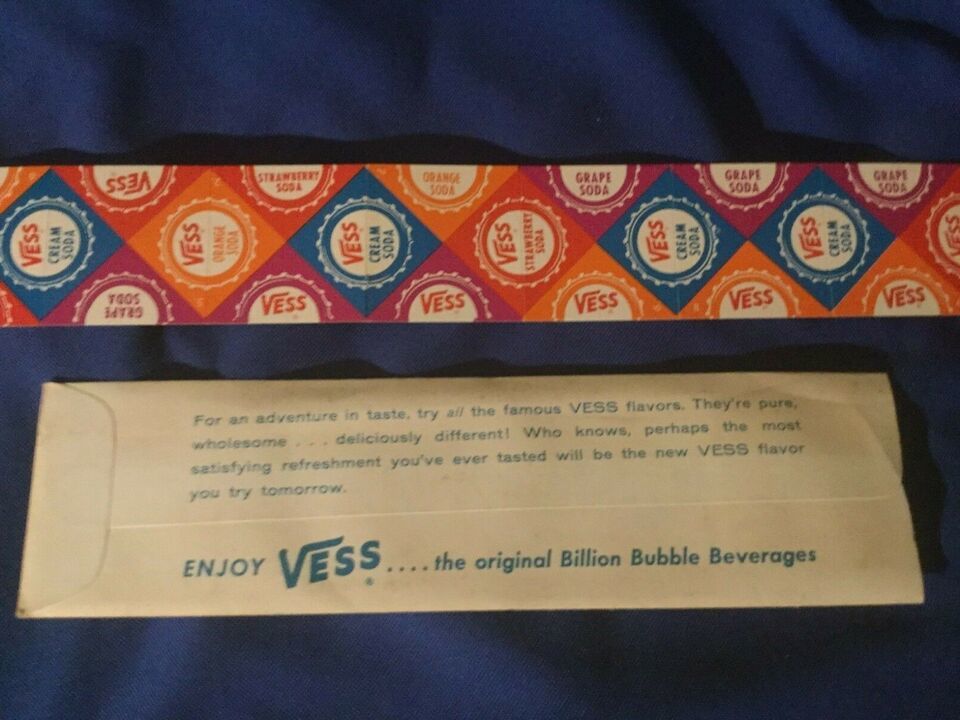 VESS
STRAWBERRY
SODA
ORANGE
SODA
GRAPE
SODA
GRAPE
SODA
GRAPE
SODA
VESS
CREAM
SODA
VESS
ORANGE
SODA
VESS
CREAM
SODA
VESS
STRAWBERRY
SODA
VESS
CREAM
SODA
VESS
CREAM
SODA
GRAPE
SODA
VESS
VESS
VESS
VESS
VESS
For an adventure in taste, try all the famous VESS flavors. They're pure,
wholesome . . . deliciously different! Who knows, perhaps the most
satisfying refreshment you've ever tasted will be the new VESS flavor
you try tomorrow.
ENJOY VESS® . . . . the original Billion Bubble Beverages